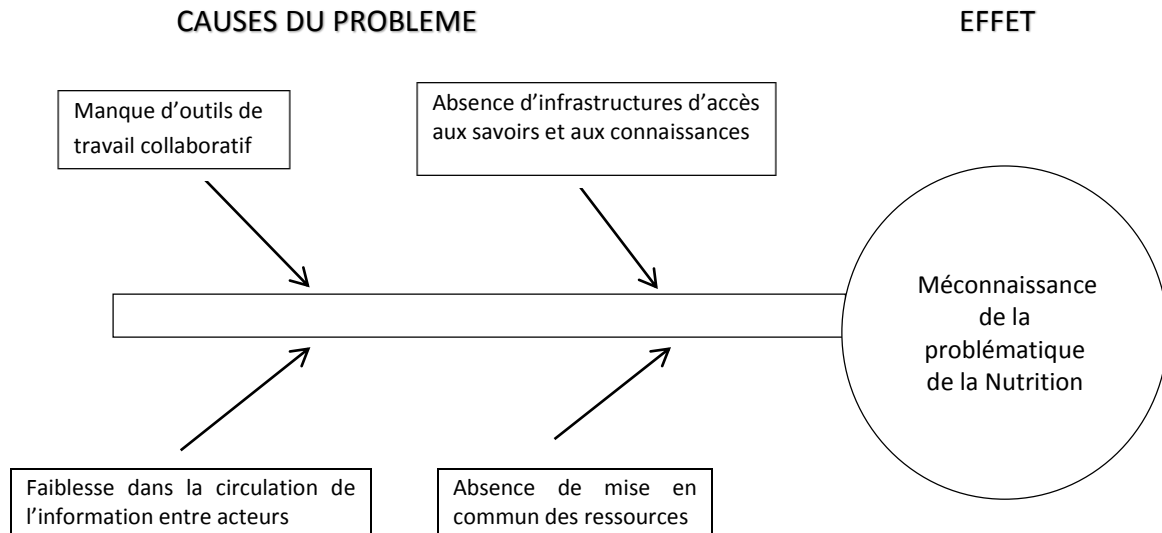 CAUSES DU PROBLEME
EFFET
Manque d’outils de
travail collaboratif
Absence d’infrastructures d’accès
aux savoirs et aux connaissances
Méconnaissance
de la
problématique
de la Nutrition
Faiblesse dans la circulation de
l’information entre acteurs
Absence de mise en
commun des ressources